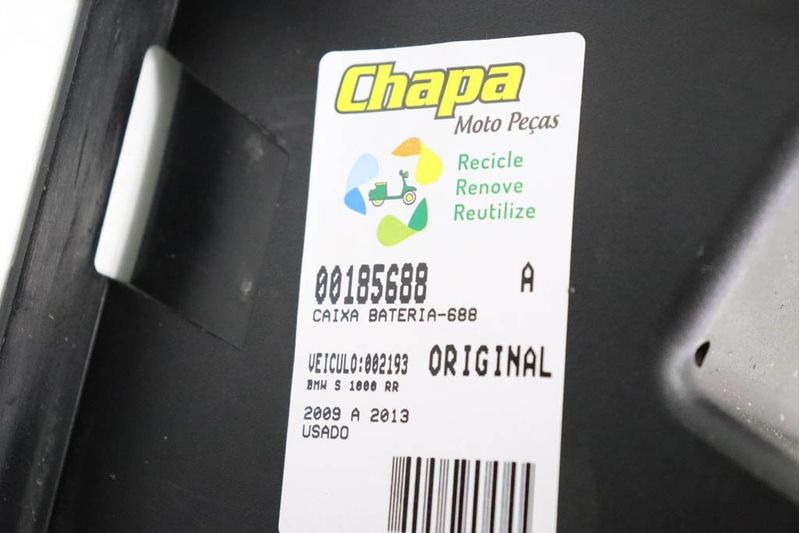 Chapa
Moto Peças
Recicle
Renove
Reutilize
00185688 A
CAIXA BATERIA-688
VEICULO:002193 ORIGINAL
BMW S 1000 RR
2009 A 2013
USADO